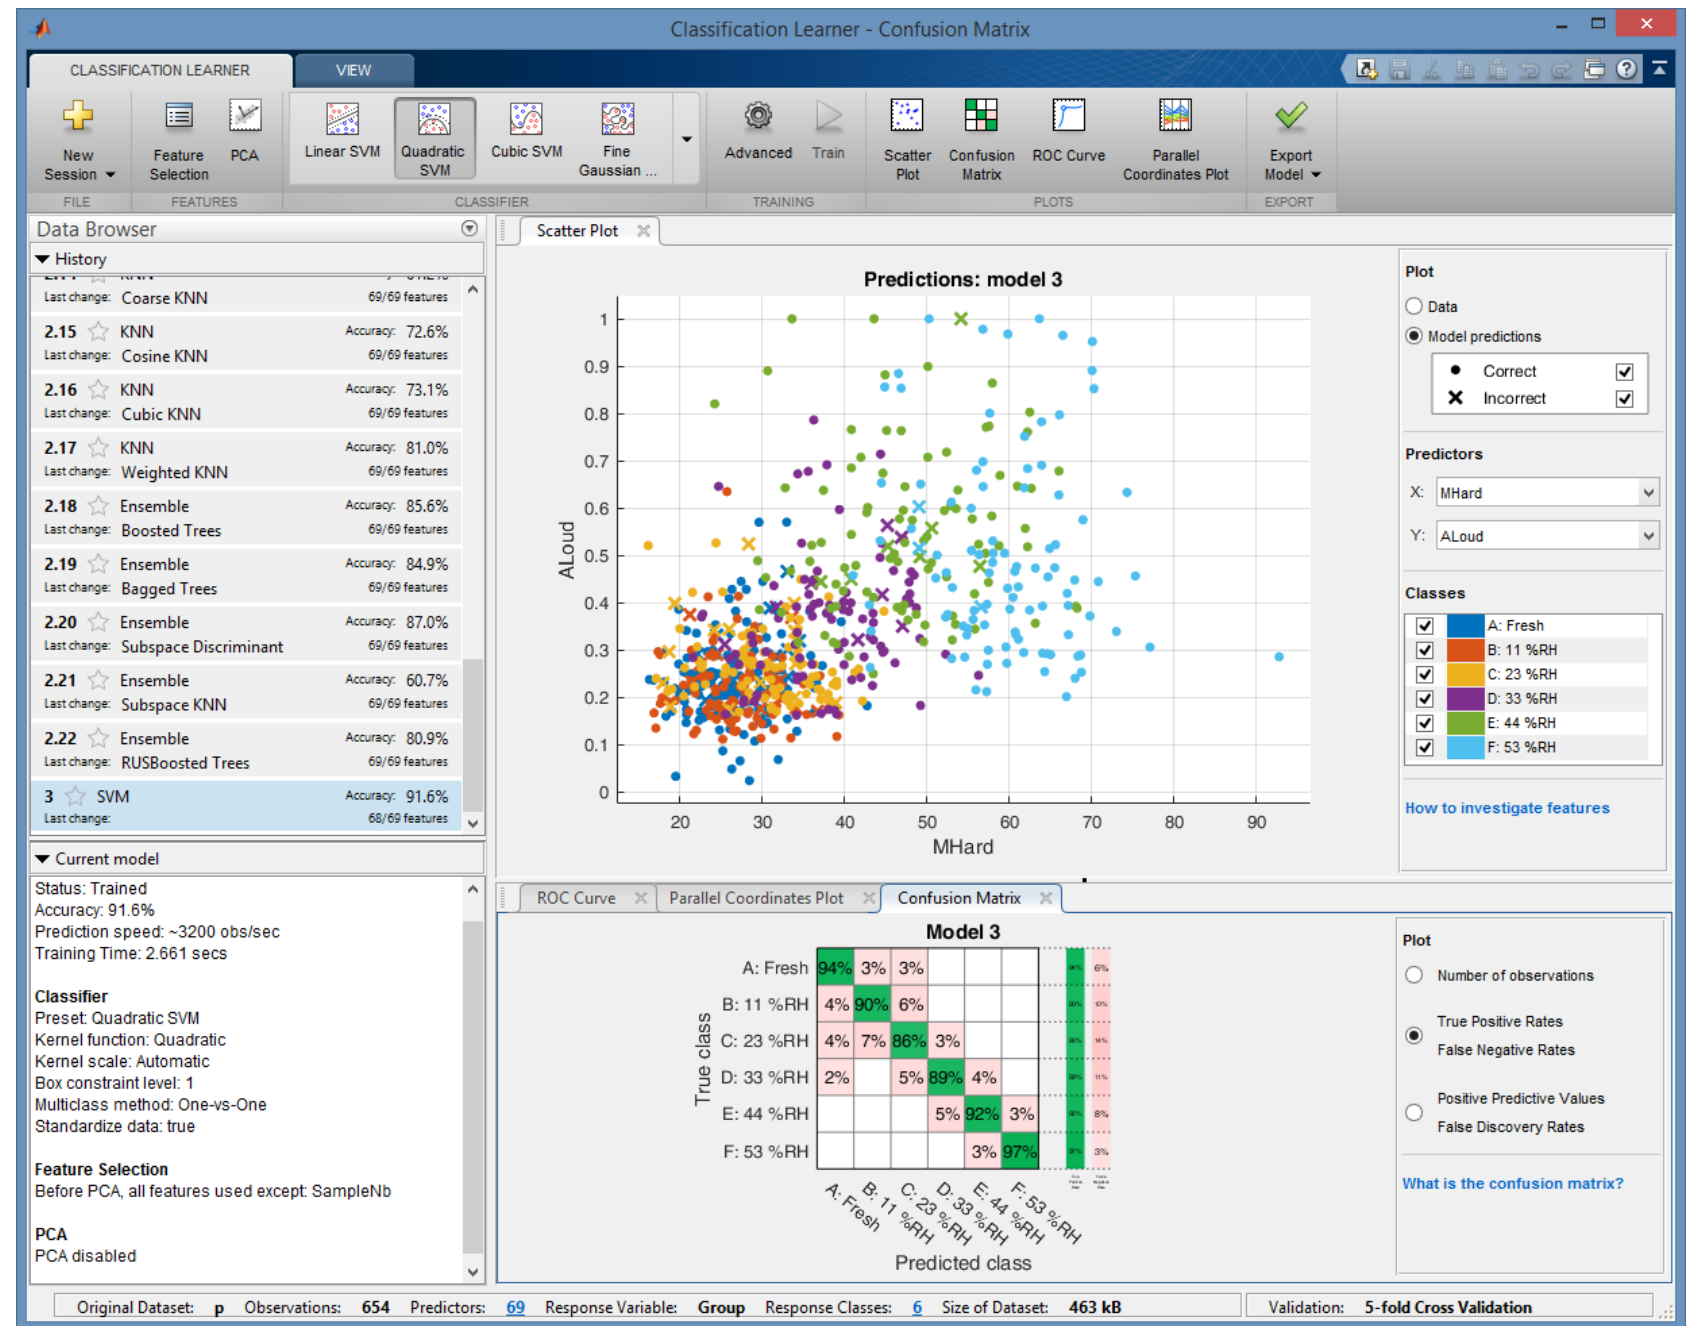 Classification Learner - Confusion Matrix
CLASSIFICATION LEARNER
VIEW
New Session
Feature Selection
PCA
Linear SVM
Quadratic SVM
Cubic SVM
Fine Gaussian ...
Advanced
Train
Scatter Plot
Confusion Matrix
ROC Curve
Parallel Coordinates Plot
Export Model
FILE
FEATURES
CLASSIFIER
TRAINING
PLOTS
EXPORT
Data Browser
History
Last change: Coarse KNN 69/69 features
2.15 KNN Accuracy: 72.6%
Last change: Cosine KNN 69/69 features
2.16 KNN Accuracy: 73.1%
Last change: Cubic KNN 69/69 features
2.17 KNN Accuracy: 81.0%
Last change: Weighted KNN 69/69 features
2.18 Ensemble Accuracy: 85.6%
Last change: Boosted Trees 69/69 features
2.19 Ensemble Accuracy: 84.9%
Last change: Bagged Trees 69/69 features
2.20 Ensemble Accuracy: 87.0%
Last change: Subspace Discriminant 69/69 features
2.21 Ensemble Accuracy: 60.7%
Last change: Subspace KNN 69/69 features
2.22 Ensemble Accuracy: 80.9%
Last change: RUSBoosted Trees 69/69 features
3 SVM Accuracy: 91.6%
Last change: 68/69 features
Current model
Status: Trained
Accuracy: 91.6%
Prediction speed: ~3200 obs/sec
Training Time: 2.661 secs
Classifier
Preset: Quadratic SVM
Kernel function: Quadratic
Kernel scale: Automatic
Box constraint level: 1
Multiclass method: One-vs-One
Standardize data: true
Feature Selection
Before PCA, all features used except: SampleNb
PCA
PCA disabled
Scatter Plot
Predictions: model 3
1
0.9
0.8
0.7
0.6
0.5
0.4
0.3
0.2
0.1
0
ALoud
20 30 40 50 60 70 80 90
MHard
Plot
Data
Model predictions
Correct
Incorrect
Predictors
X: MHard
Y: ALoud
Classes
A: Fresh
B: 11 %RH
C: 23 %RH
D: 33 %RH
E: 44 %RH
F: 53 %RH
How to investigate features
ROC Curve
Parallel Coordinates Plot
Confusion Matrix
Model 3
True class
A: Fresh 94% 3% 3% 94% 6%
B: 11 %RH 4% 90% 6% 90% 10%
C: 23 %RH 4% 7% 86% 3% 86% 14%
D: 33 %RH 2% 5% 89% 4% 89% 11%
E: 44 %RH 5% 92% 3% 92% 8%
F: 53 %RH 3% 97% 97% 3%
A: Fresh
B: 11 %RH
C: 23 %RH
D: 33 %RH
E: 44 %RH
F: 53 %RH
Predicted class
Plot
Number of observations
True Positive Rates
False Negative Rates
Positive Predictive Values
False Discovery Rates
What is the confusion matrix?
Original Dataset: p Observations: 654 Predictors: 69 Response Variable: Group Response Classes: 6 Size of Dataset: 463 kB Validation: 5-fold Cross Validation